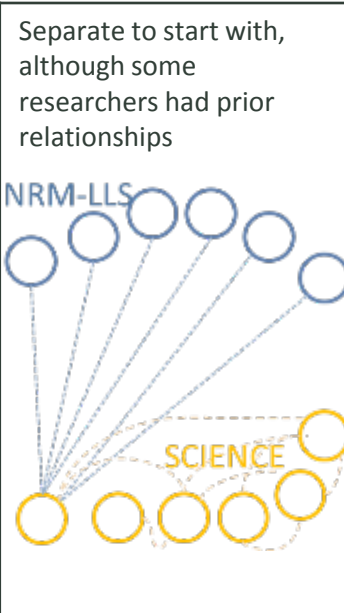 Separate to start with,
although some
researchers had prior
relationships
NRM-LLS
SCIENCE